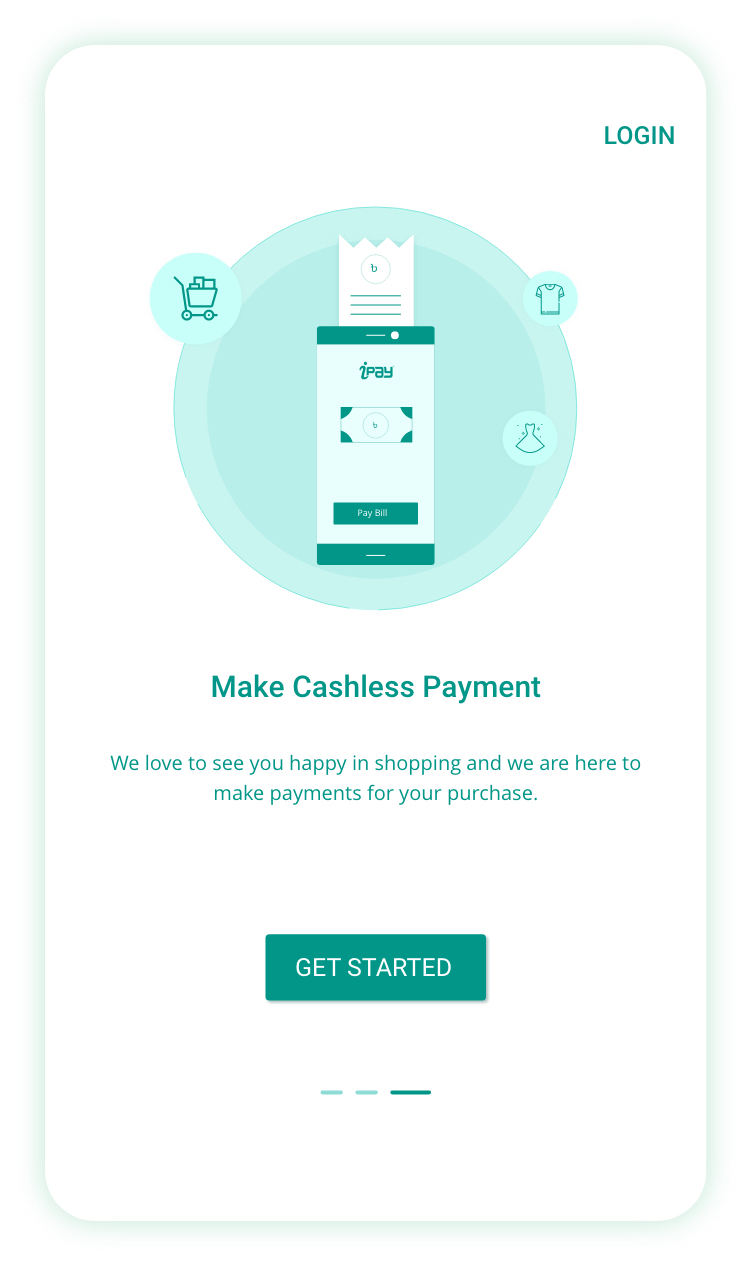 LOGIN
৳
iPay
৳
Pay Bill
Make Cashless Payment
We love to see you happy in shopping and we are here to
make payments for your purchase.
GET STARTED